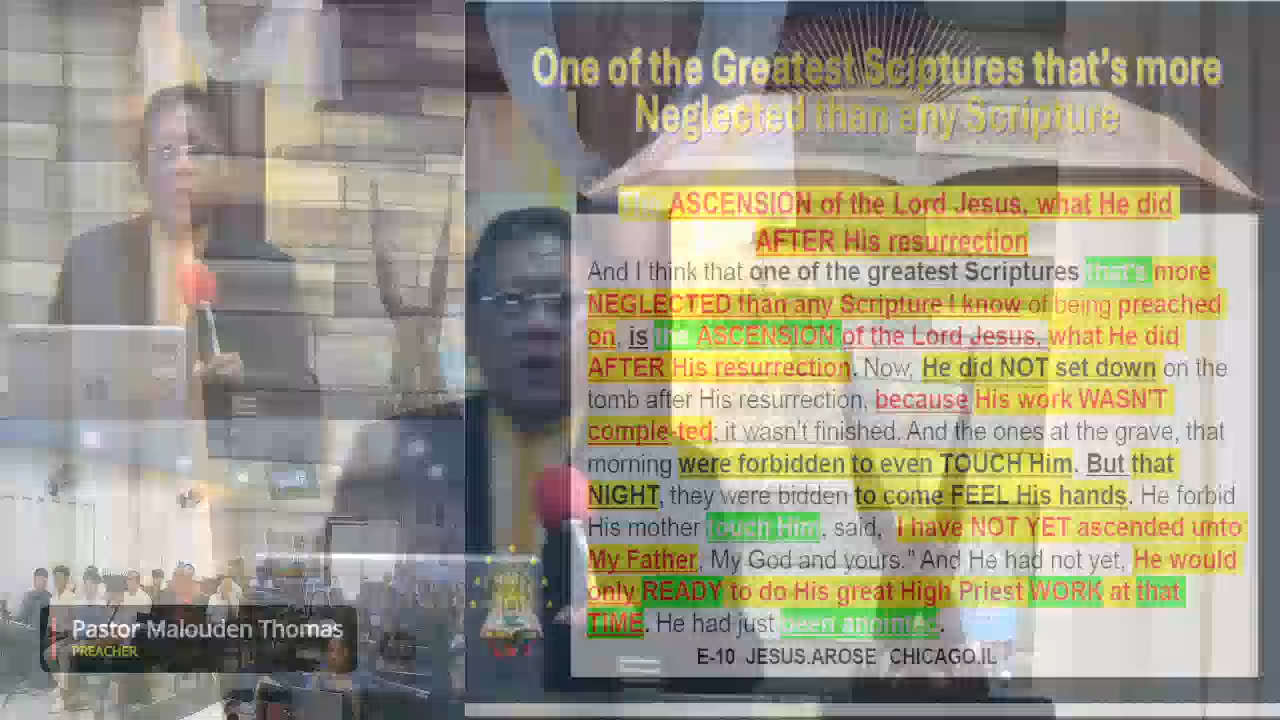 One of the Greatest Sciptures that's more
Neglected than any Scripture
The ASCENSION of the Lord Jesus, what He did
AFTER His resurrection
And I think that one of the greatest Scriptures that's more
NEGLECTED than any Scripture I know of being preached
on, is the ASCENSION of the Lord Jesus, what He did
AFTER His resurrection. Now, He did NOT set down on the
tomb after His resurrection, because His work WASN'T
comple-ted; it wasn't finished. And the ones at the grave, that
morning were forbidden to even TOUCH Him. But that
NIGHT, they were bidden to come FEEL His hands. He forbid
His mother touch Him, said, I have NOT YET ascended unto
My Father, My God and yours." And He had not yet, He would
only READY to do His great High Priest WORK at that
TIME. He had just been anointed.
E-10 JESUS.AROSE CHICAGO.IL
Pastor Malouden Thomas
PREACHER